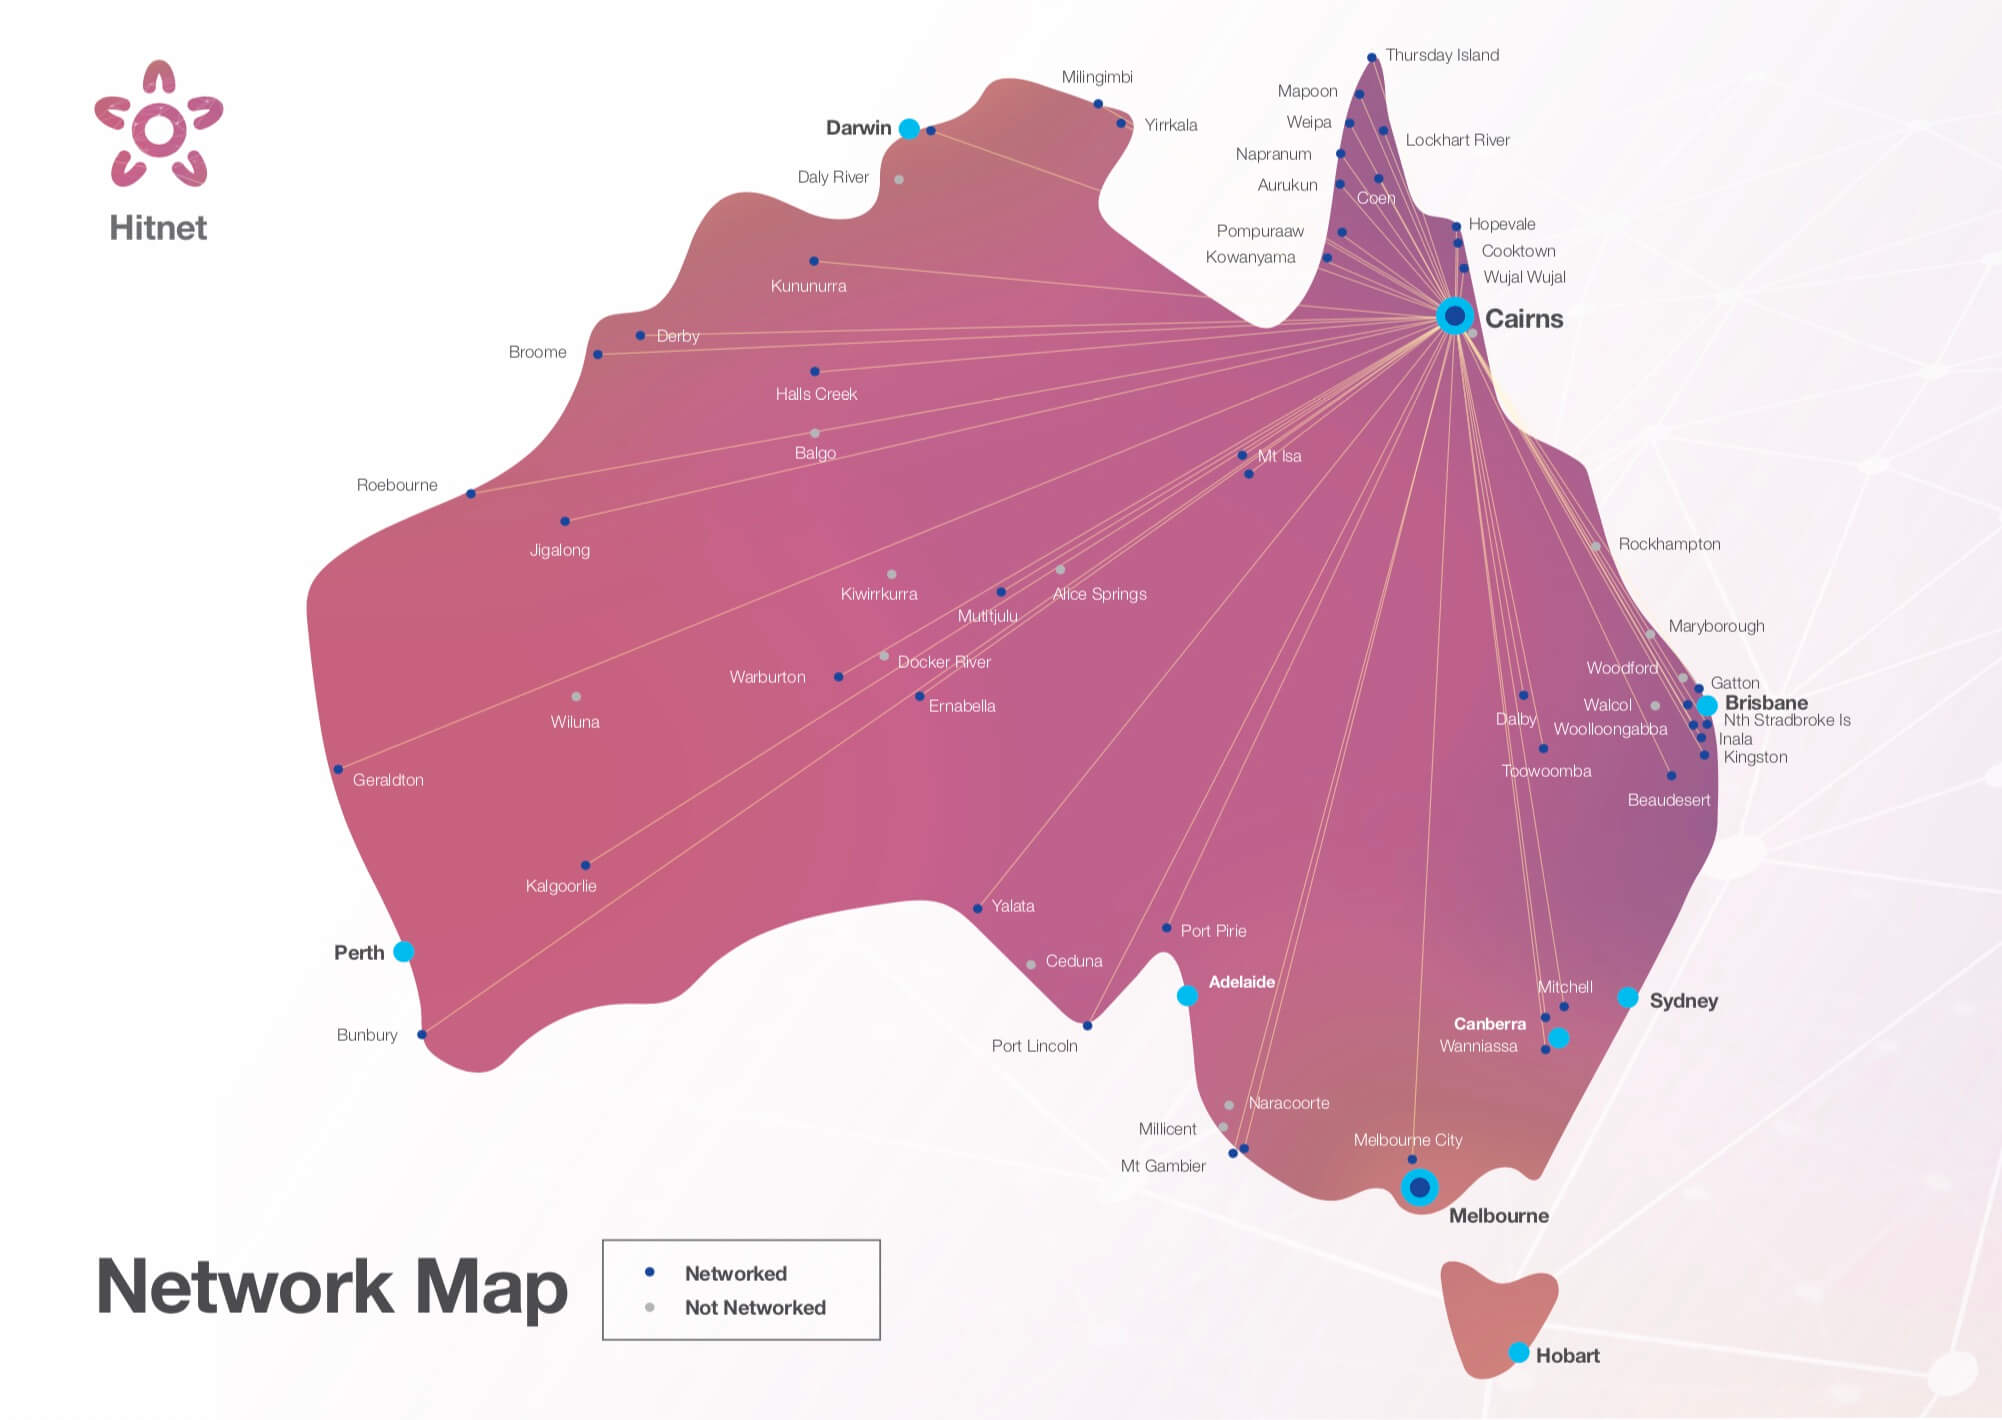 Hitnet
Thursday Island
Milingimbi
Mapoon
Weipa
Yirrkala
Darwin
Lockhart River
Napranum
Daly River
Aurukun
Coen
Hopevale
Pompuraaw
Cooktown
Kowanyama
Wujal Wujal
Kununurra
Cairns
Derby
Broome
Halls Creek
Balgo
Mt Isa
Roebourne
Rockhampton
Jigalong
Kiwirrkurra
Alice Springs
Mutitjulu
Maryborough
Docker River
Woodford
Warburton
Gatton
Brisbane
Walcol
Ernabella
Dalby
Nth Stradbroke Is
Wiluna
Woolloongabba
Inala
Kingston
Toowoomba
Geraldton
Beaudesert
Kalgoorlie
Yalata
Port Pirie
Perth
Ceduna
Adelaide
Mitchell
Sydney
Canberra
Bunbury
Port Lincoln
Wanniassa
Naracoorte
Millicent
Melbourne City
Mt Gambier
Melbourne
Network Map
Networked
Not Networked
Hobart